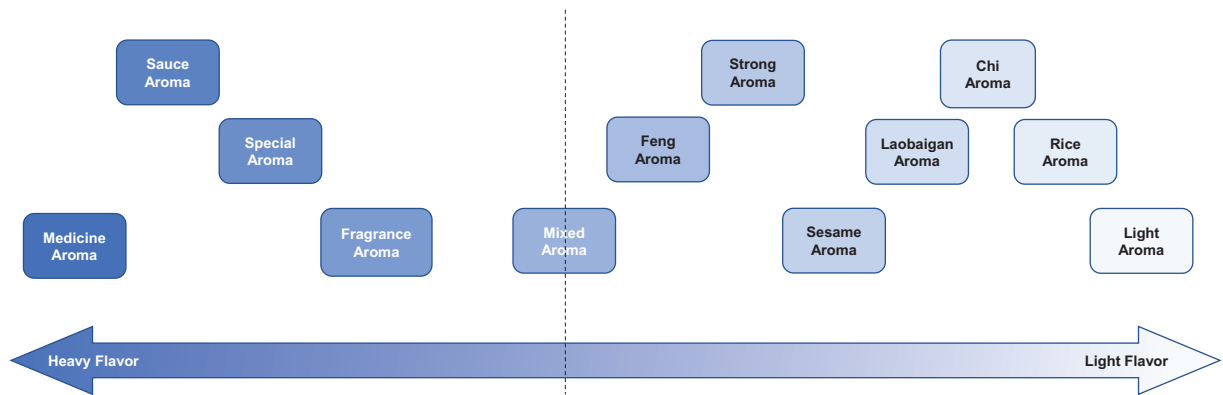 Sauce
Aroma
Strong
Aroma
Chi
Aroma
Special
Aroma
Feng
Aroma
Laobaigan
Aroma
Rice
Aroma
Medicine
Aroma
Fragrance
Aroma
Mixed
Aroma
Sesame
Aroma
Light
Aroma
Heavy Flavor
Light Flavor